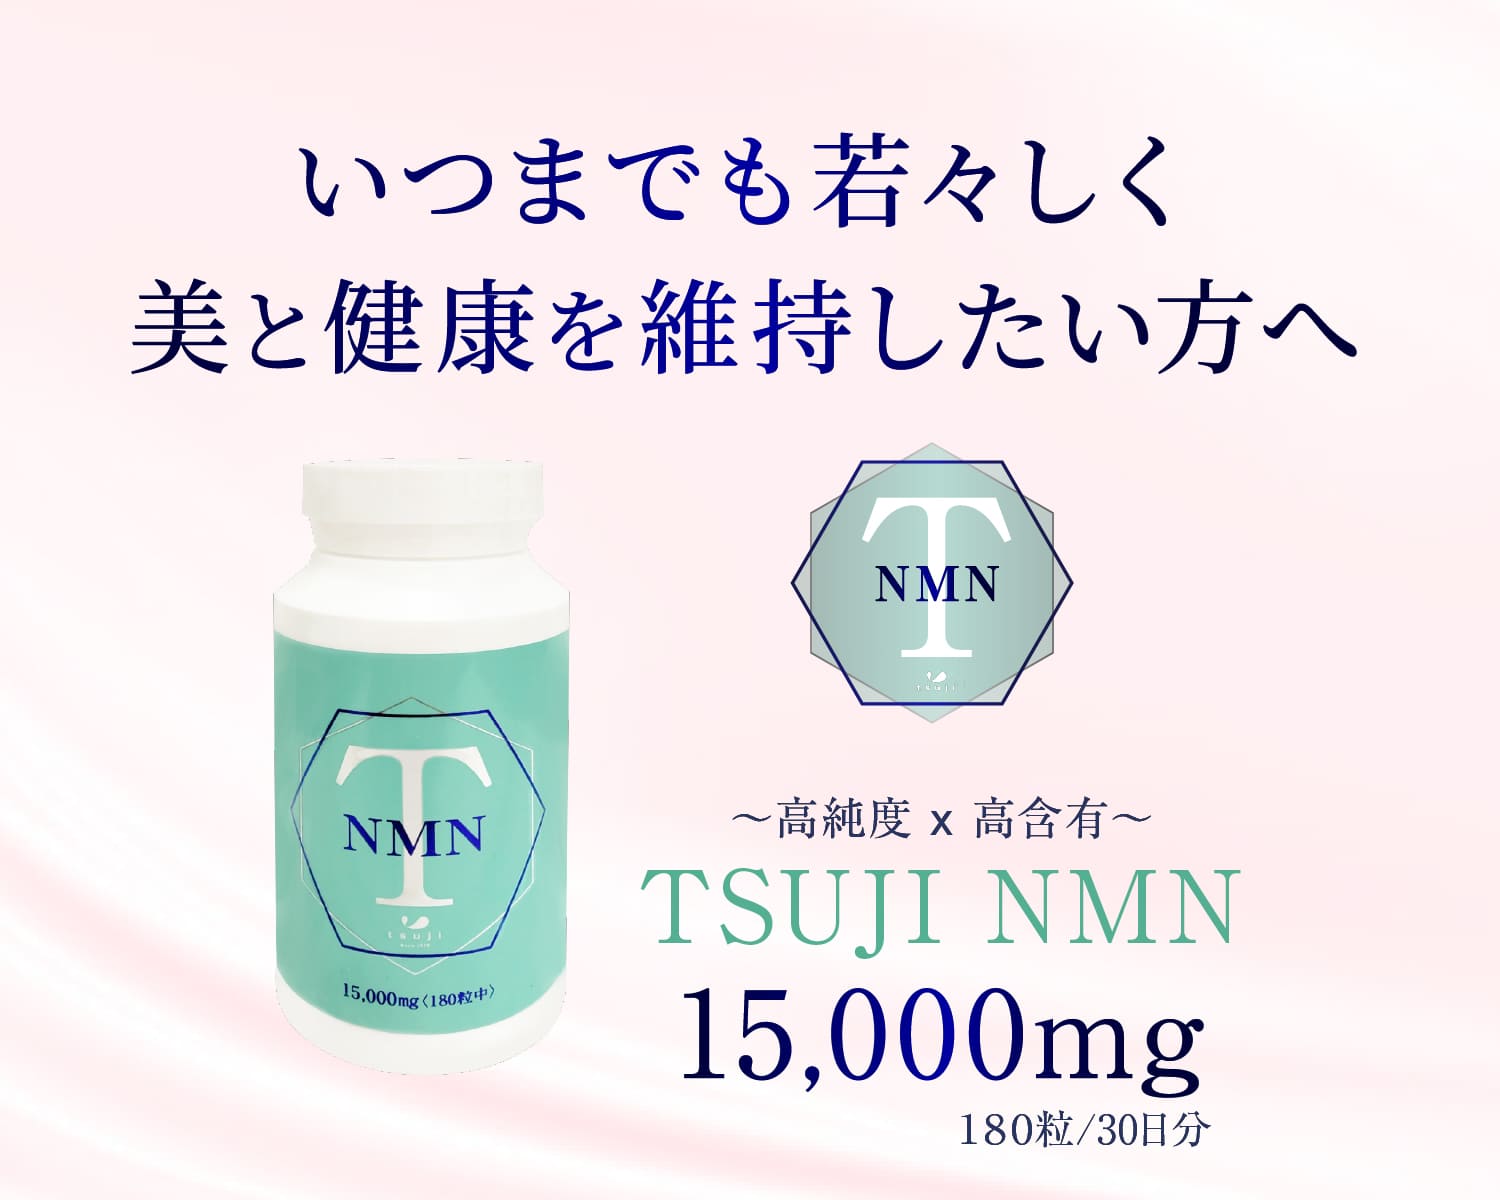 いつまでも若々しく
美と健康を維持したい方へ
T
NMN
tsuji
T
NMN
tsuji
15,000mg〈180粒中〉
～高純度 x 高含有～
TSUJI NMN
15,000mg
180粒/30日分